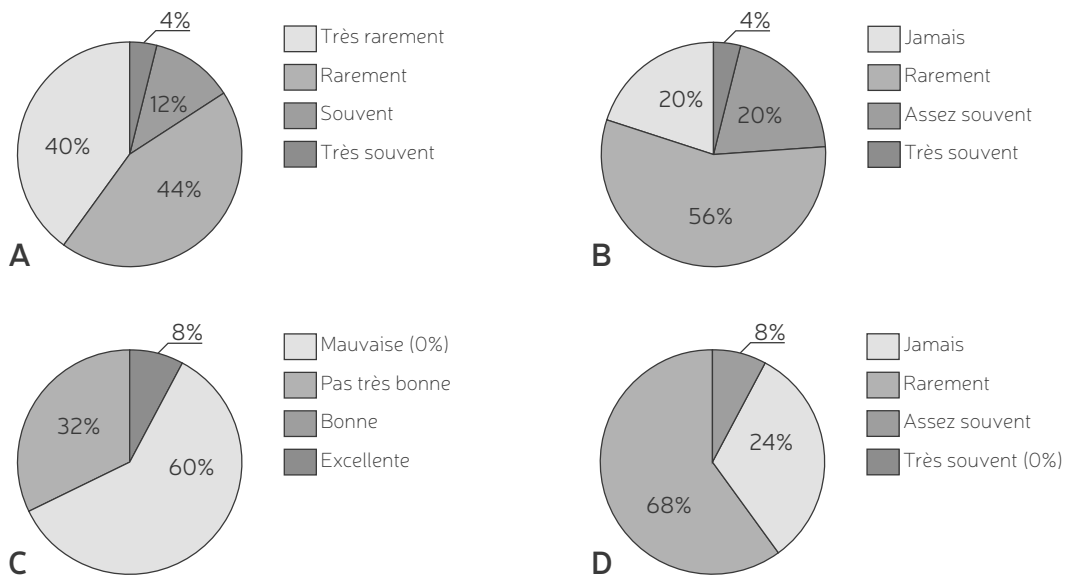 4%
12%
44%
40%
Très rarement
Rarement
Souvent
Très souvent
A
4%
20%
20%
56%
Jamais
Rarement
Assez souvent
Très souvent
B
8%
32%
60%
Mauvaise (0%)
Pas très bonne
Bonne
Excellente
C
8%
24%
68%
Jamais
Rarement
Assez souvent
Très souvent (0%)
D